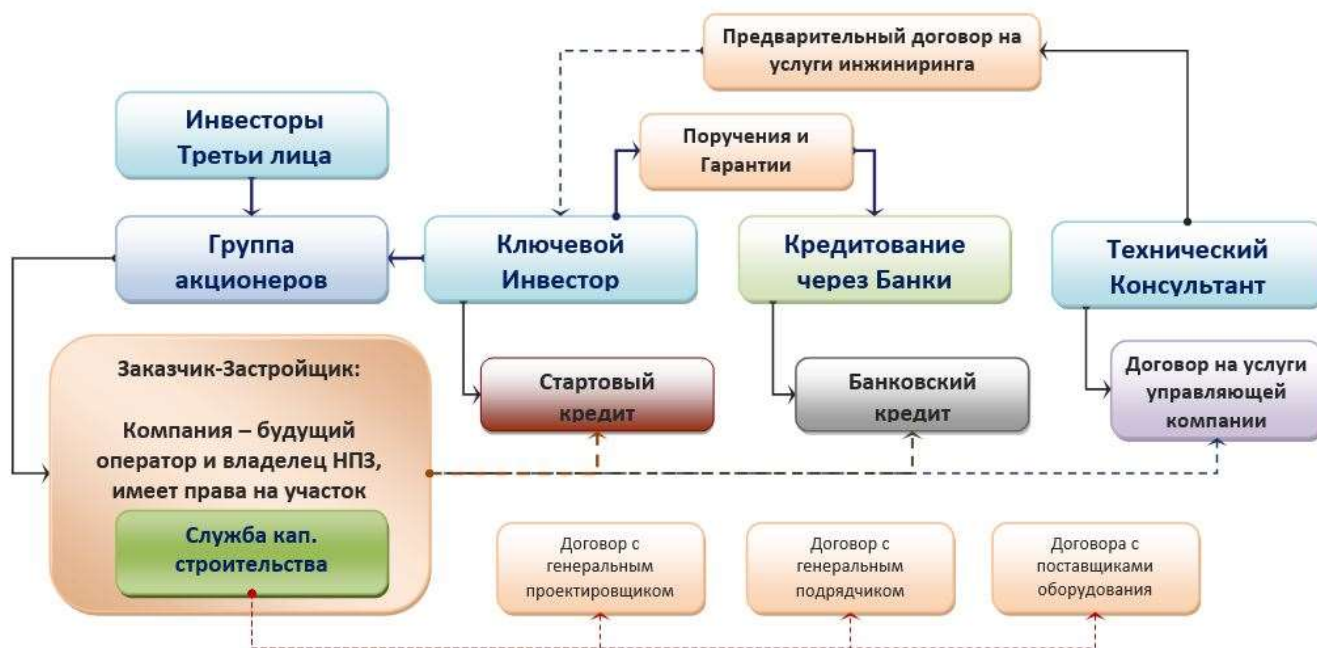 Предварительный договор на
услуги инжиниринга
Инвесторы
Третьи лица
Поручения и
Гарантии
Группа
акционеров
Ключевой
Инвестор
Кредитование
через Банки
Технический
Консультант
Заказчик-Застройщик:
Компания – будущий
оператор и владелец НПЗ,
имеет права на участок
Служба кап.
строительства
Стартовый
кредит
Банковский
кредит
Договор на услуги
управляющей
компании
Договор с
генеральным
проектировщиком
Договор с
генеральным
подрядчиком
Договора с
поставщиками
оборудования